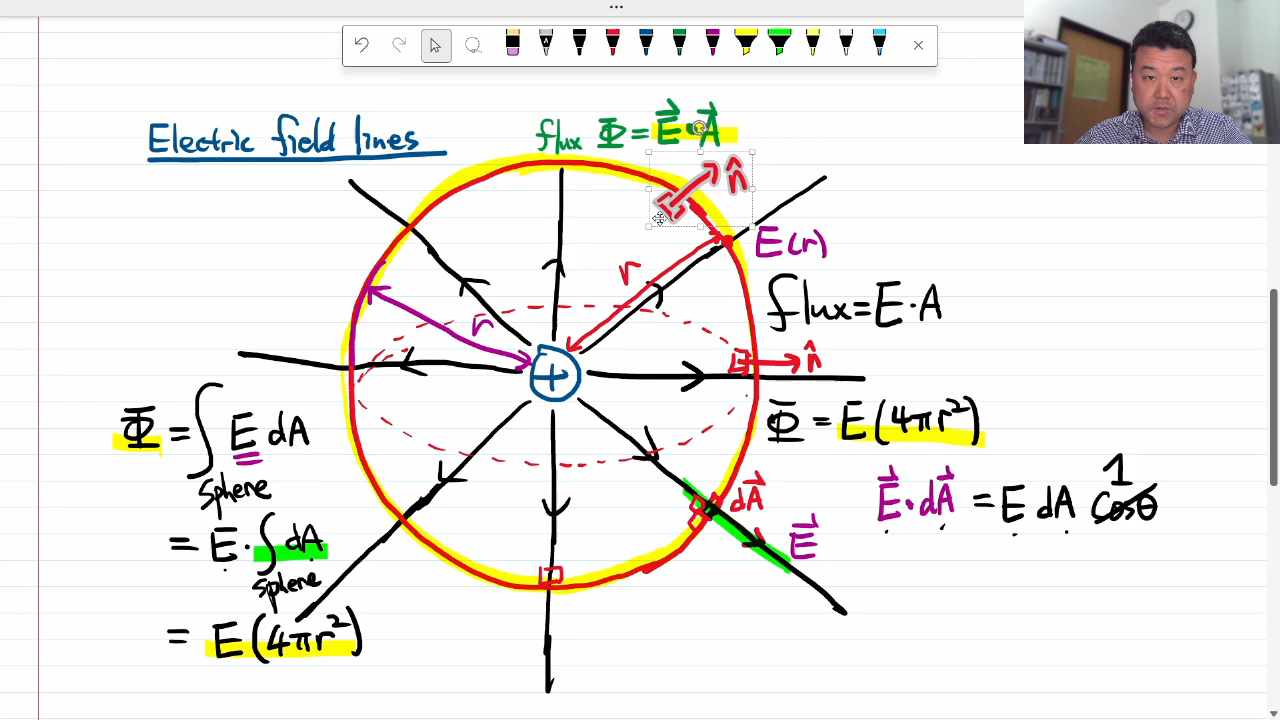 Electric field lines
flux Φ = E⃗ · A⃗
n̂
E(r)
r
r
flux = E · A
n̂
+
Φ = E(4πr²)
Φ = ∫ E dA
sphere
= E · ∫ dA
sphere
= E(4πr²)
dA⃗
E⃗
1
E⃗ · dA⃗ = E dA cosθ